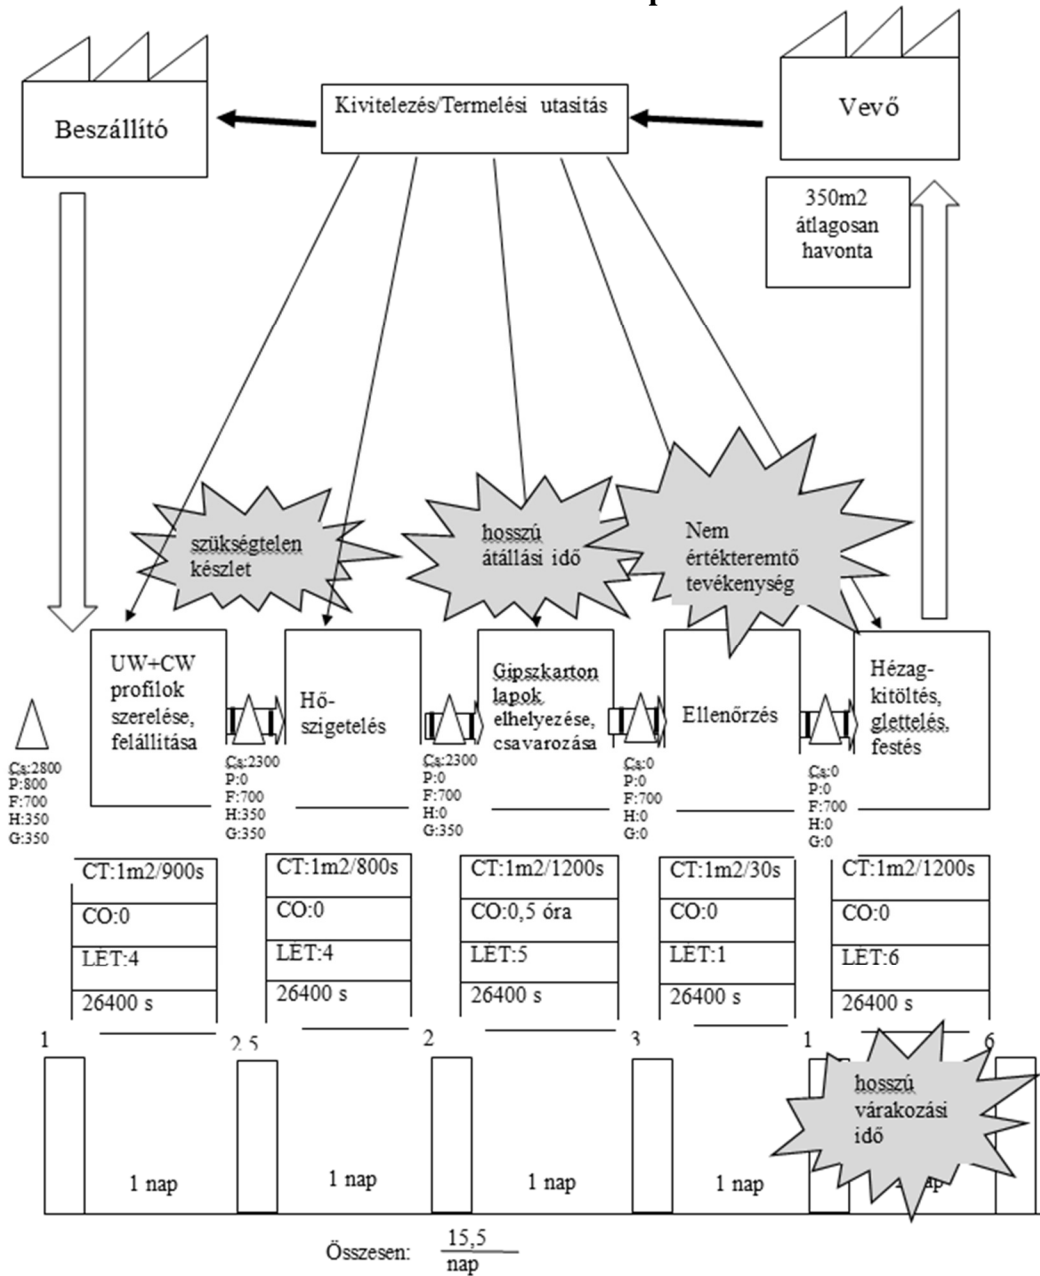 Beszállító
Kivitelezés/Termelési utasítás
Vevő
350m2
átlagosan
havonta
szükségtelen
készlet
hosszú
átállási idő
Nem
értékteremtő
tevékenység
UW+CW
profilok
szerelése,
felállítása
Hő-
szigetelés
Gipszkarton
lapok
elhelyezése,
csavarozása
Ellenőrzés
Hézag-
kitöltés,
glettelés,
festés
Cs:2800
P:800
F:700
H:350
G:350
Cs:2300
P:0
F:700
H:350
G:350
Cs:2300
P:0
F:700
H:0
G:350
Cs:0
P:0
F:700
H:0
G:0
Cs:0
P:0
F:700
H:0
G:0
CT:1m2/900s
CO:0
LÉT:4
26400 s
CT:1m2/800s
CO:0
LÉT:4
26400 s
CT:1m2/1200s
CO:0,5 óra
LÉT:5
26400 s
CT:1m2/30s
CO:0
LÉT:1
26400 s
CT:1m2/1200s
CO:0
LÉT:6
26400 s
1
2,5
2
3
1
6
hosszú
várakozási
idő
1 nap
1 nap
1 nap
1 nap
Összesen:
15,5
nap